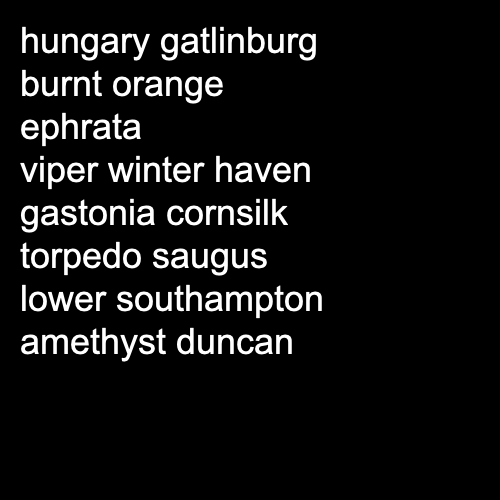 hungary gatlinburg
burnt orange
ephrata
viper winter haven
gastonia cornsilk
torpedo saugus
lower southampton
amethyst duncan